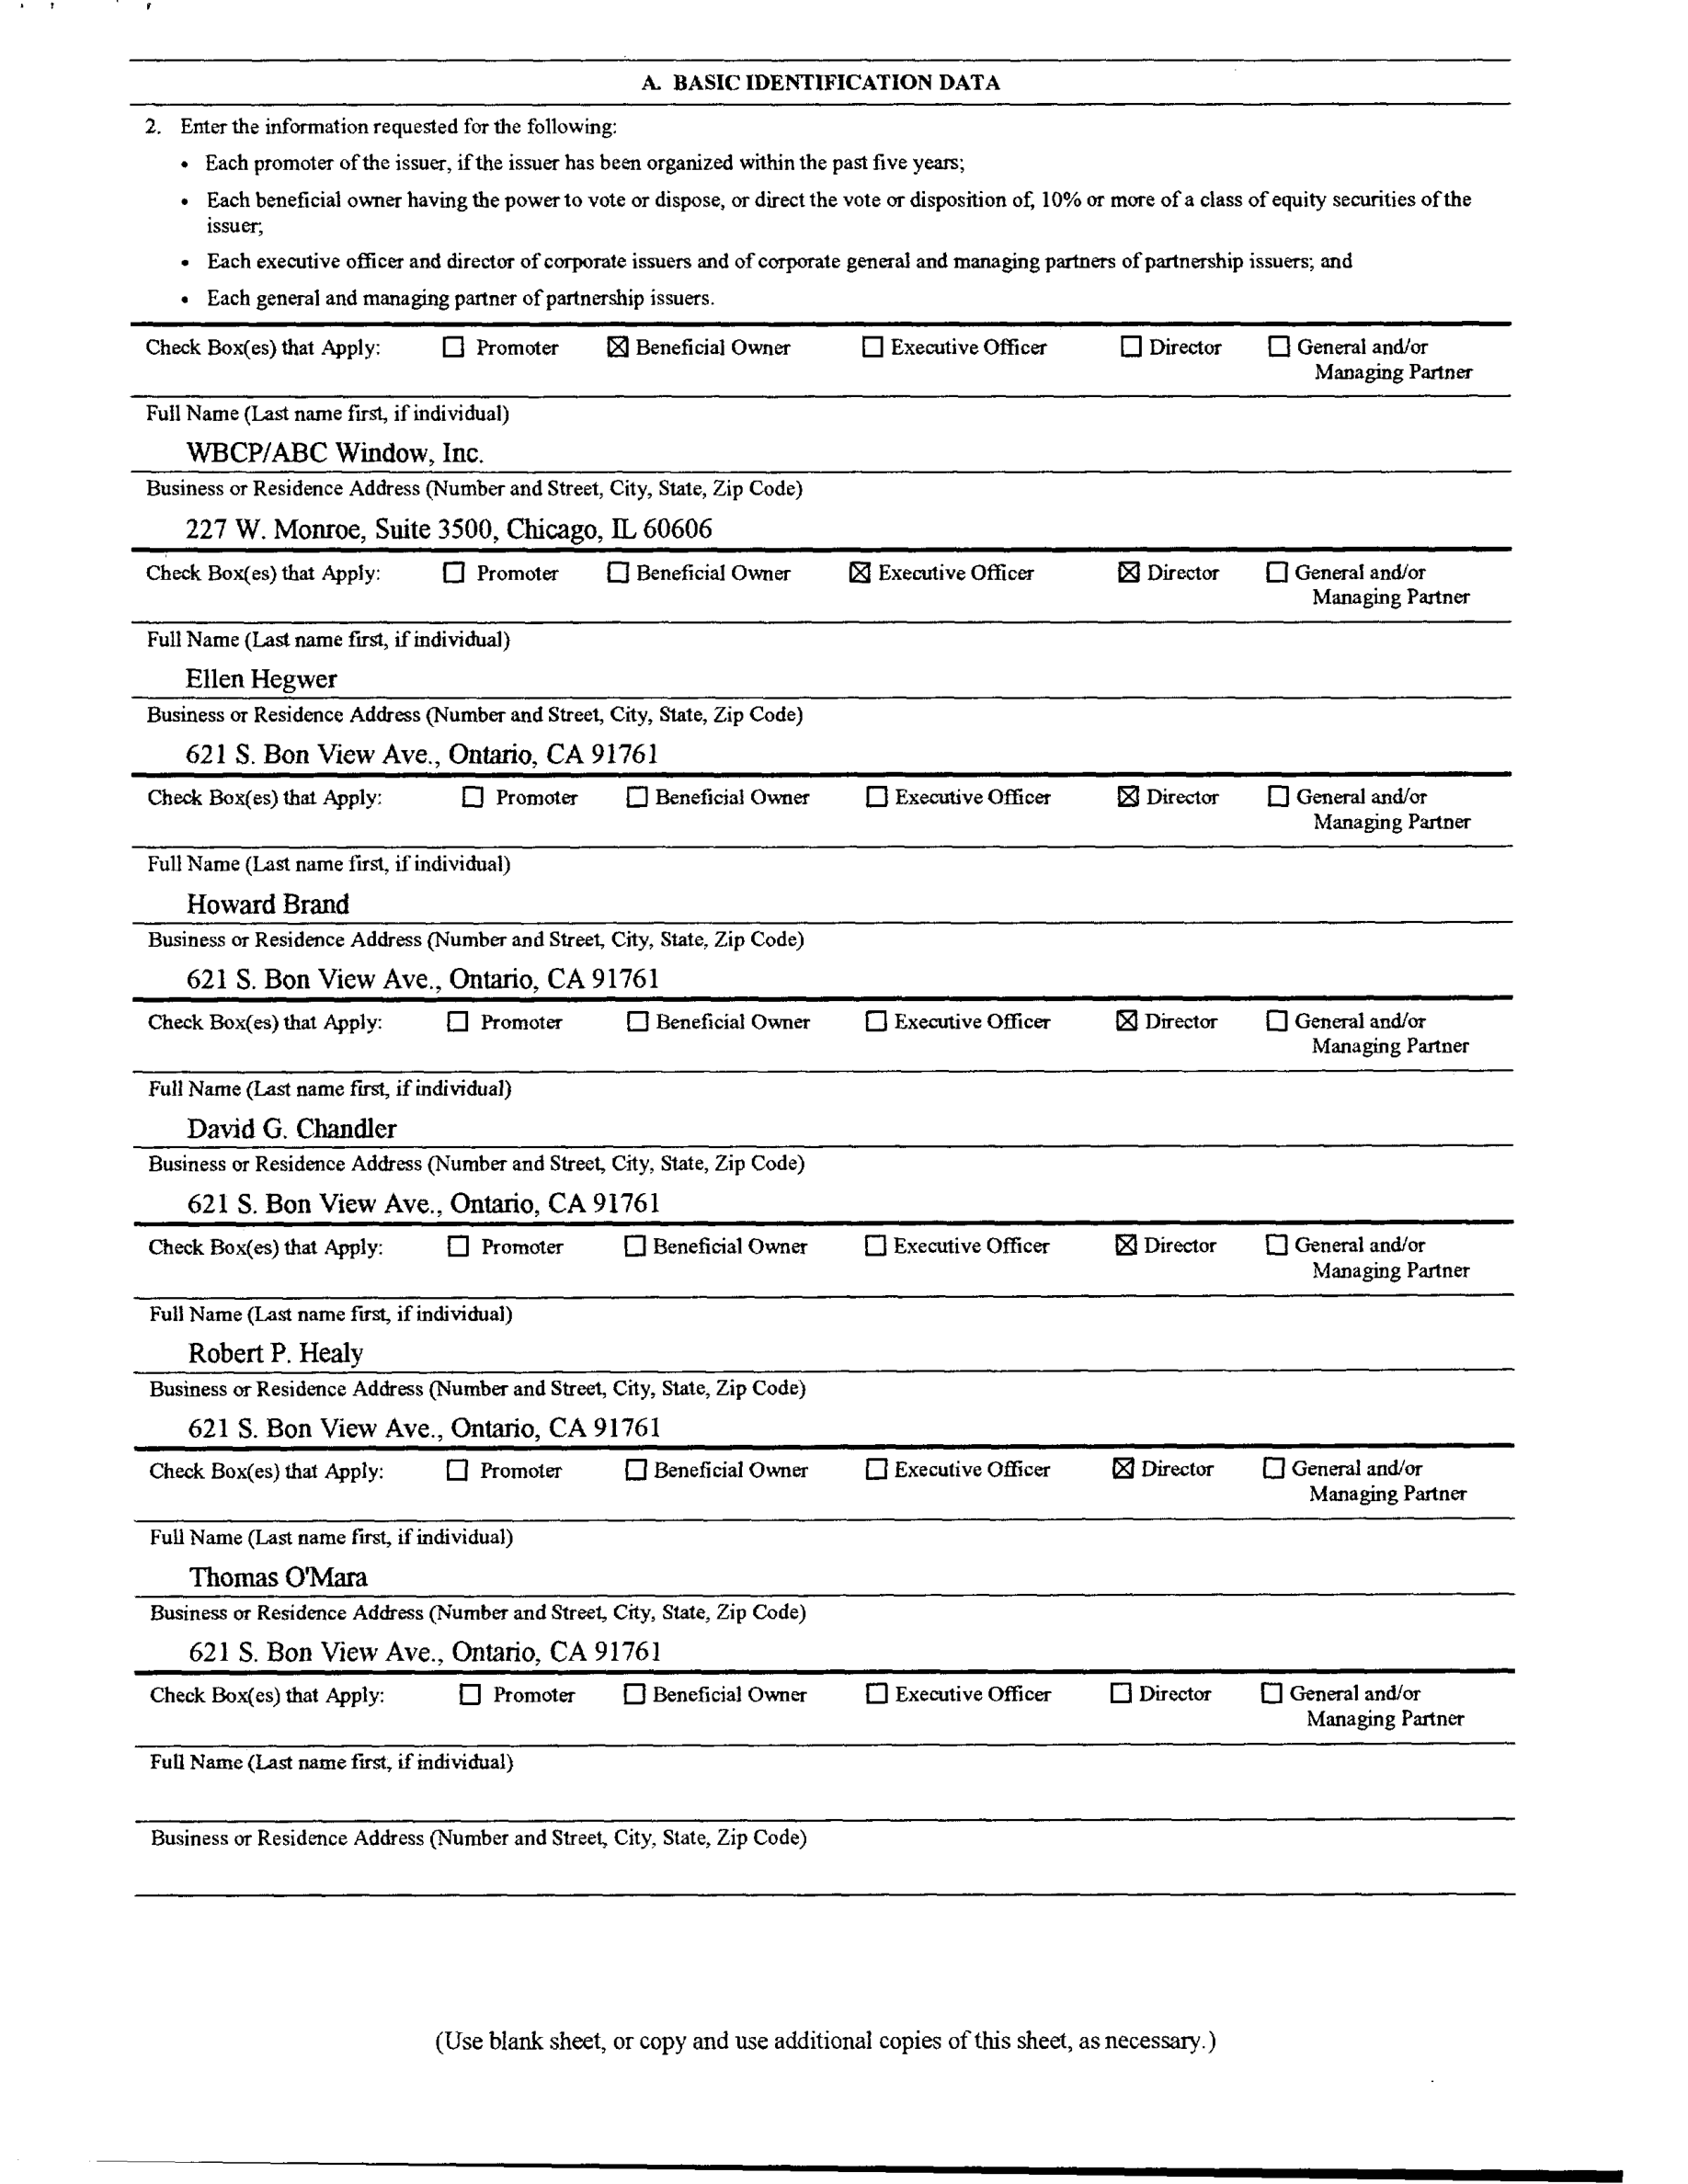 A. BASIC IDENTIFICATION DATA
2. Enter the information requested for the following:
• Each promoter of the issuer, if the issuer has been organized within the past five years;
• Each beneficial owner having the power to vote or dispose, or direct the vote or disposition of, 10% or more of a class of equity securities of the
issuer;
• Each executive officer and director of corporate issuers and of corporate general and managing partners of partnership issuers; and
• Each general and managing partner of partnership issuers.
Check Box(es) that Apply: ☐ Promoter ☒ Beneficial Owner ☐ Executive Officer ☐ Director ☐ General and/or
Managing Partner
Full Name (Last name first, if individual)
WBCP/ABC Window, Inc.
Business or Residence Address (Number and Street, City, State, Zip Code)
227 W. Monroe, Suite 3500, Chicago, IL 60606
Check Box(es) that Apply: ☐ Promoter ☐ Beneficial Owner ☒ Executive Officer ☒ Director ☐ General and/or
Managing Partner
Full Name (Last name first, if individual)
Ellen Hegwer
Business or Residence Address (Number and Street, City, State, Zip Code)
621 S. Bon View Ave., Ontario, CA 91761
Check Box(es) that Apply: ☐ Promoter ☐ Beneficial Owner ☐ Executive Officer ☒ Director ☐ General and/or
Managing Partner
Full Name (Last name first, if individual)
Howard Brand
Business or Residence Address (Number and Street, City, State, Zip Code)
621 S. Bon View Ave., Ontario, CA 91761
Check Box(es) that Apply: ☐ Promoter ☐ Beneficial Owner ☐ Executive Officer ☒ Director ☐ General and/or
Managing Partner
Full Name (Last name first, if individual)
David G. Chandler
Business or Residence Address (Number and Street, City, State, Zip Code)
621 S. Bon View Ave., Ontario, CA 91761
Check Box(es) that Apply: ☐ Promoter ☐ Beneficial Owner ☐ Executive Officer ☒ Director ☐ General and/or
Managing Partner
Full Name (Last name first, if individual)
Robert P. Healy
Business or Residence Address (Number and Street, City, State, Zip Code)
621 S. Bon View Ave., Ontario, CA 91761
Check Box(es) that Apply: ☐ Promoter ☐ Beneficial Owner ☐ Executive Officer ☒ Director ☐ General and/or
Managing Partner
Full Name (Last name first, if individual)
Thomas O'Mara
Business or Residence Address (Number and Street, City, State, Zip Code)
621 S. Bon View Ave., Ontario, CA 91761
Check Box(es) that Apply: ☐ Promoter ☐ Beneficial Owner ☐ Executive Officer ☐ Director ☐ General and/or
Managing Partner
Full Name (Last name first, if individual)
Business or Residence Address (Number and Street, City, State, Zip Code)
(Use blank sheet, or copy and use additional copies of this sheet, as necessary.)